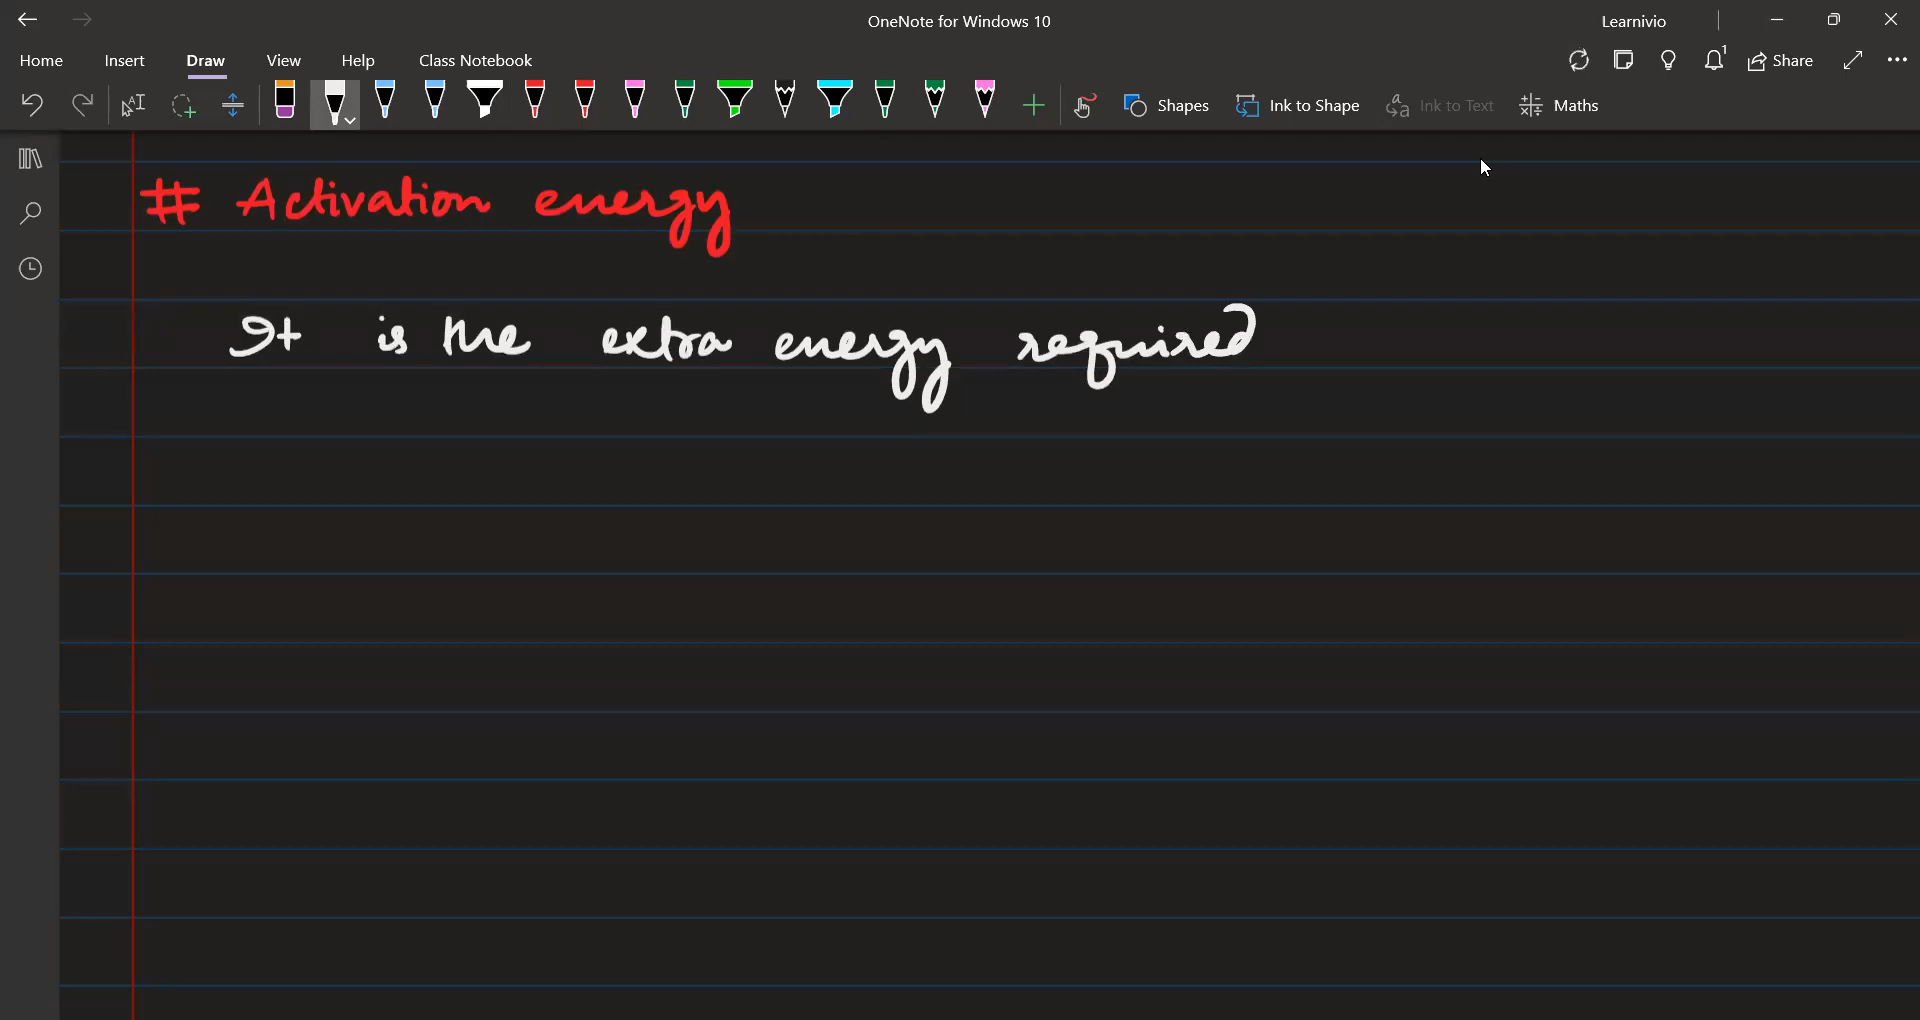 OneNote for Windows 10
Learnivio
Home Insert Draw View Help Class Notebook
1
Share
Shapes Ink to Shape Ink to Text Maths
# Activation energy
It is the extra energy required